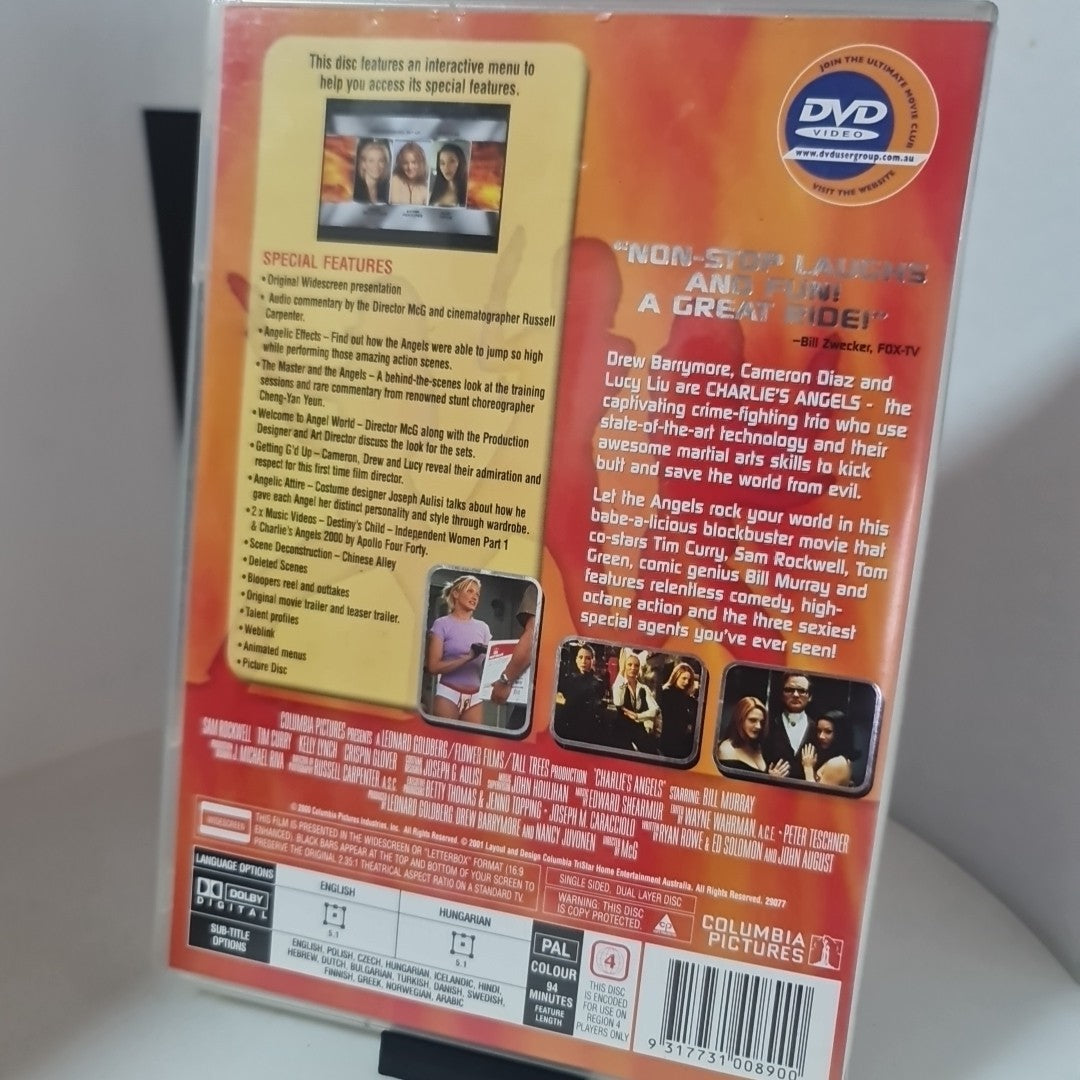 This disc features an interactive menu to
help you access its special features.
SPECIAL FEATURES
• Original Widescreen presentation
• Audio commentary by the Director McG and cinematographer Russell
Carpenter.
• Angelic Effects – Find out how the Angels were able to jump so high
while performing those amazing action scenes.
• The Master and the Angels – A behind-the-scenes look at the training
sessions and rare commentary from renowned stunt choreographer
Cheng-Yan Yeun.
• Welcome to Angel World – Director McG along with the Production
Designer and Art Director discuss the look for the sets.
• Getting G'd Up – Cameron, Drew and Lucy reveal their admiration and
respect for this first time film director.
• Angelic Attire – Costume designer Joseph Aulisi talks about how he
gave each Angel her distinct personality and style through wardrobe.
• 2 x Music Videos – Destiny's Child – Independent Women Part 1
& Charlie's Angels 2000 by Apollo Four Forty.
• Scene Deconstruction – Chinese Alley
• Deleted Scenes
• Bloopers reel and outtakes
• Original movie trailer and teaser trailer.
• Talent profiles
• Weblink
• Animated menus
• Picture Disc
JOIN THE ULTIMATE MOVIE CLUB
DVD
VIDEO
www.dvdusergroup.com.au
VISIT THE WEBSITE
"NON-STOP LAUGHS
AND FUN!
A GREAT RIDE!"
–Bill Zwecker, FOX-TV
Drew Barrymore, Cameron Diaz and
Lucy Liu are CHARLIE'S ANGELS - the
captivating crime-fighting trio who use
state-of-the-art technology and their
awesome martial arts skills to kick
butt and save the world from evil.
Let the Angels rock your world in this
babe-a-licious blockbuster movie that
co-stars Tim Curry, Sam Rockwell, Tom
Green, comic genius Bill Murray and
features relentless comedy, high-
octane action and the three sexiest
special agents you've ever seen!
COLUMBIA PICTURES PRESENTS A LEONARD GOLDBERG/FLOWER FILMS/TALL TREES PRODUCTION 'CHARLIE'S ANGELS' STARRING: BILL MURRAY
SAM ROCKWELL TIM CURRY KELLY LYNCH CRISPIN GLOVER JOSEPH G AULISI JOHN HOULIHAN EDWARD SHEARMUR WAYNE WAHRMAN A.C.E. • PETER TESCHNER
J. MICHAEL RIVA RUSSELL CARPENTER A.S.C. BETTY THOMAS & JENNO TOPPING • JOSEPH M. CARACCIOLO RYAN ROWE & ED SOLOMON AND JOHN AUGUST
LEONARD GOLDBERG DREW BARRYMORE AND NANCY JUVONEN McG
© 2000 Columbia Pictures Industries, Inc. All Rights Reserved. © 2001 Layout and Design Columbia TriStar Home Entertainment Australia. All Rights Reserved. 29077
WIDESCREEN
THIS FILM IS PRESENTED IN THE WIDESCREEN OR "LETTERBOX" FORMAT (16:9
ENHANCED). BLACK BARS APPEAR AT THE TOP AND BOTTOM OF YOUR SCREEN TO
PRESERVE THE ORIGINAL 2.35:1 THEATRICAL ASPECT RATIO ON A STANDARD TV.
SINGLE SIDED, DUAL LAYER DISC
WARNING: THIS DISC
IS COPY PROTECTED.
COLUMBIA
PICTURES
LANGUAGE OPTIONS
DOLBY
DIGITAL
ENGLISH
5.1
HUNGARIAN
5.1
SUB-TITLE
OPTIONS
ENGLISH, POLISH, CZECH, HUNGARIAN, ICELANDIC, HINDI,
HEBREW, DUTCH, BULGARIAN, TURKISH, DANISH, SWEDISH,
FINNISH, GREEK, NORWEGIAN, ARABIC
PAL
COLOUR
94
MINUTES
FEATURE
LENGTH
4
THIS DISC
IS ENCODED
FOR USE ON
REGION 4
PLAYERS ONLY
9 317731 008900